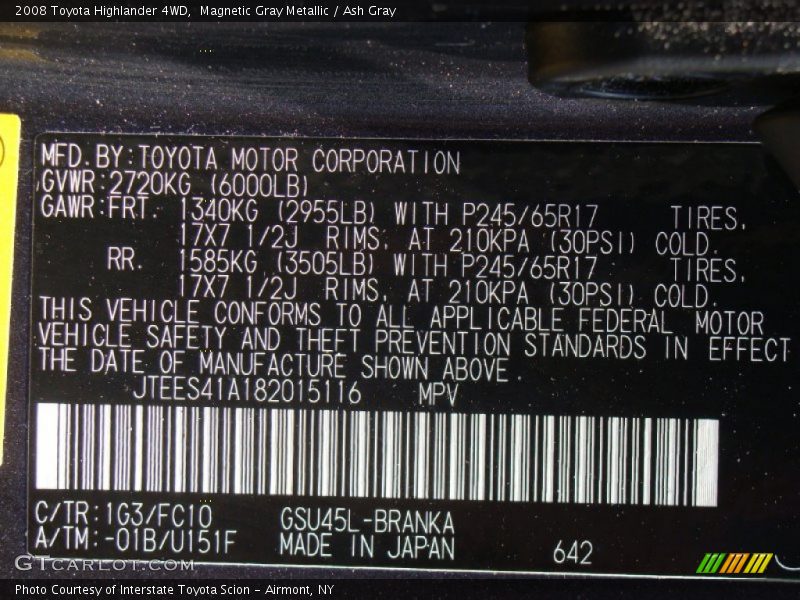 2008 Toyota Highlander 4WD,  Magnetic Gray Metallic / Ash Gray
MFD. BY: TOYOTA MOTOR CORPORATION
GVWR: 2720KG (6000LB)
GAWR: FRT. 1340KG (2955LB) WITH P245/65R17 TIRES,
17X7 1/2J RIMS, AT 210KPA (30PSI) COLD.
RR. 1585KG (3505LB) WITH P245/65R17 TIRES,
17X7 1/2J RIMS, AT 210KPA (30PSI) COLD.
THIS VEHICLE CONFORMS TO ALL APPLICABLE FEDERAL MOTOR
VEHICLE SAFETY AND THEFT PREVENTION STANDARDS IN EFFECT
THE DATE OF MANUFACTURE SHOWN ABOVE.
JTEES41A182015116 MPV
C/TR: 1G3/FC10 GSU45L-BRANKA
A/TM: -01B/U151F MADE IN JAPAN 642
GTcarlot.com
Photo Courtesy of Interstate Toyota Scion - Airmont, NY